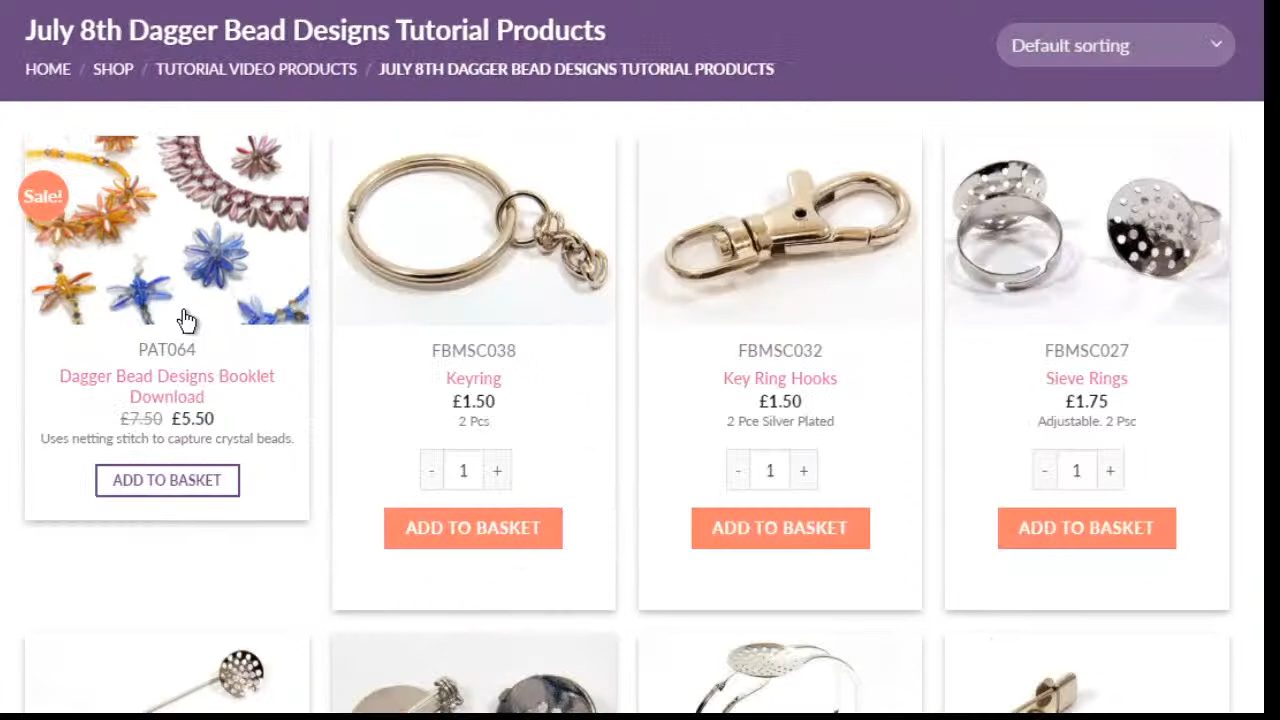 July 8th Dagger Bead Designs Tutorial Products
Default sorting
HOME / SHOP / TUTORIAL VIDEO PRODUCTS / JULY 8TH DAGGER BEAD DESIGNS TUTORIAL PRODUCTS
Sale!
PAT064
Dagger Bead Designs Booklet
Download
£7.50 £5.50
Uses netting stitch to capture crystal beads.
ADD TO BASKET
FBMSC038
Keyring
£1.50
2 Pcs
- 1 +
ADD TO BASKET
FBMSC032
Key Ring Hooks
£1.50
2 Pce Silver Plated
- 1 +
ADD TO BASKET
FBMSC027
Sieve Rings
£1.75
Adjustable. 2 Psc
- 1 +
ADD TO BASKET